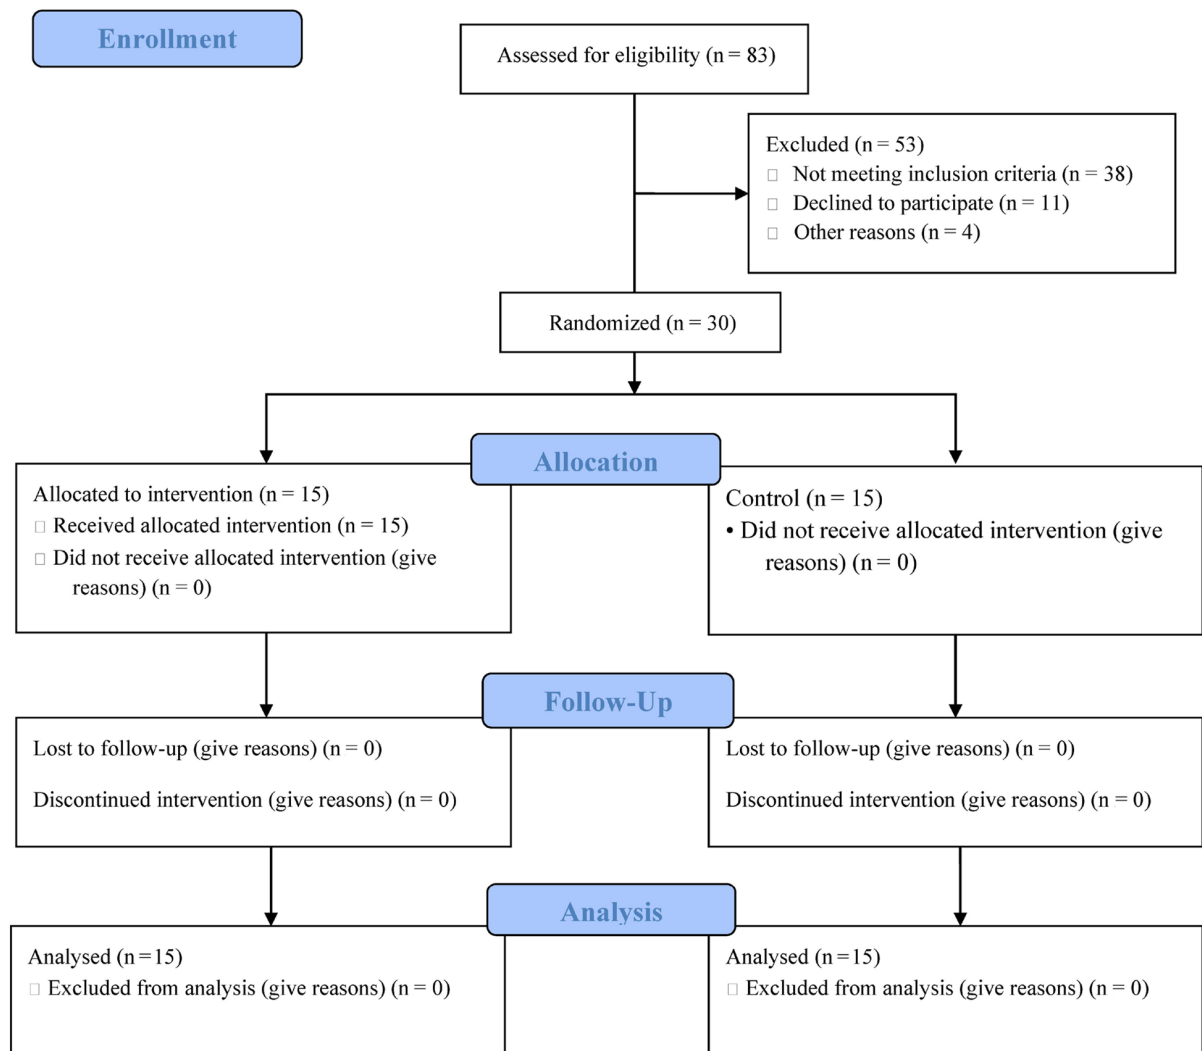 Enrollment
Assessed for eligibility (n = 83)
Excluded (n = 53)
□ Not meeting inclusion criteria (n = 38)
□ Declined to participate (n = 11)
□ Other reasons (n = 4)
Randomized (n = 30)
Allocation
Allocated to intervention (n = 15)
□ Received allocated intervention (n = 15)
□ Did not receive allocated intervention (give
reasons) (n = 0)
Control (n = 15)
• Did not receive allocated intervention (give
reasons) (n = 0)
Follow-Up
Lost to follow-up (give reasons) (n = 0)
Discontinued intervention (give reasons) (n = 0)
Lost to follow-up (give reasons) (n = 0)
Discontinued intervention (give reasons) (n = 0)
Analysis
Analysed (n = 15)
□ Excluded from analysis (give reasons) (n = 0)
Analysed (n = 15)
□ Excluded from analysis (give reasons) (n = 0)